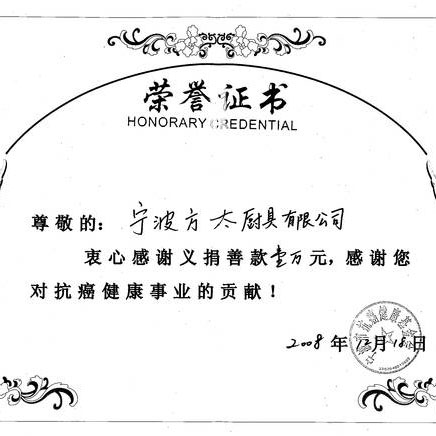 荣誉证书
HONORARY CREDENTIAL
尊敬的：宁波方太厨具有限公司
衷心感谢义捐善款壹万元，感谢您
对抗癌健康事业的贡献！
2008年12月18日